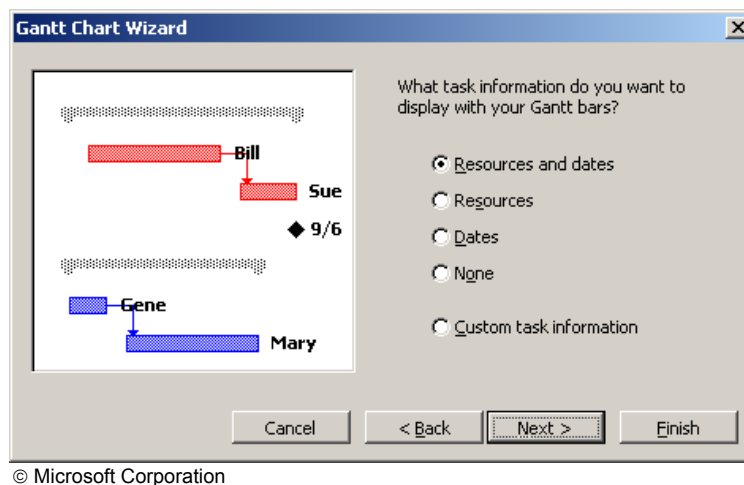 Gantt Chart Wizard
What task information do you want to
display with your Gantt bars?
Bill
Sue
9/6
Gene
Mary
Resources and dates
Resources
Dates
None
Custom task information
Cancel
< Back
Next >
Finish
© Microsoft Corporation